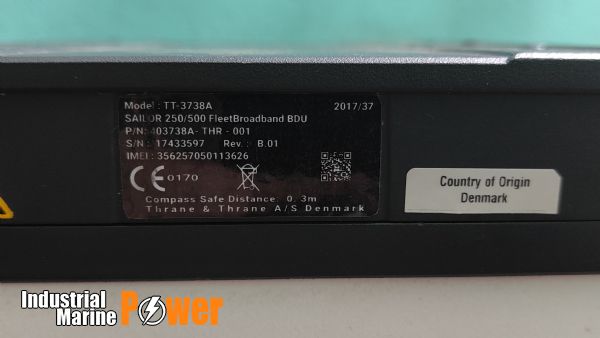 Model : TT-3738A 2017/37
SAILOR 250/500 FleetBroadband BDU
P/N: 403738A- THR - 001
S/N : 17433597 Rev. : B.01
IMEI : 356257050113626
CE 0170
Compass Safe Distance: 0.3m
Thrane & Thrane A/S Denmark
Country of Origin
Denmark
Industrial
Marine Power